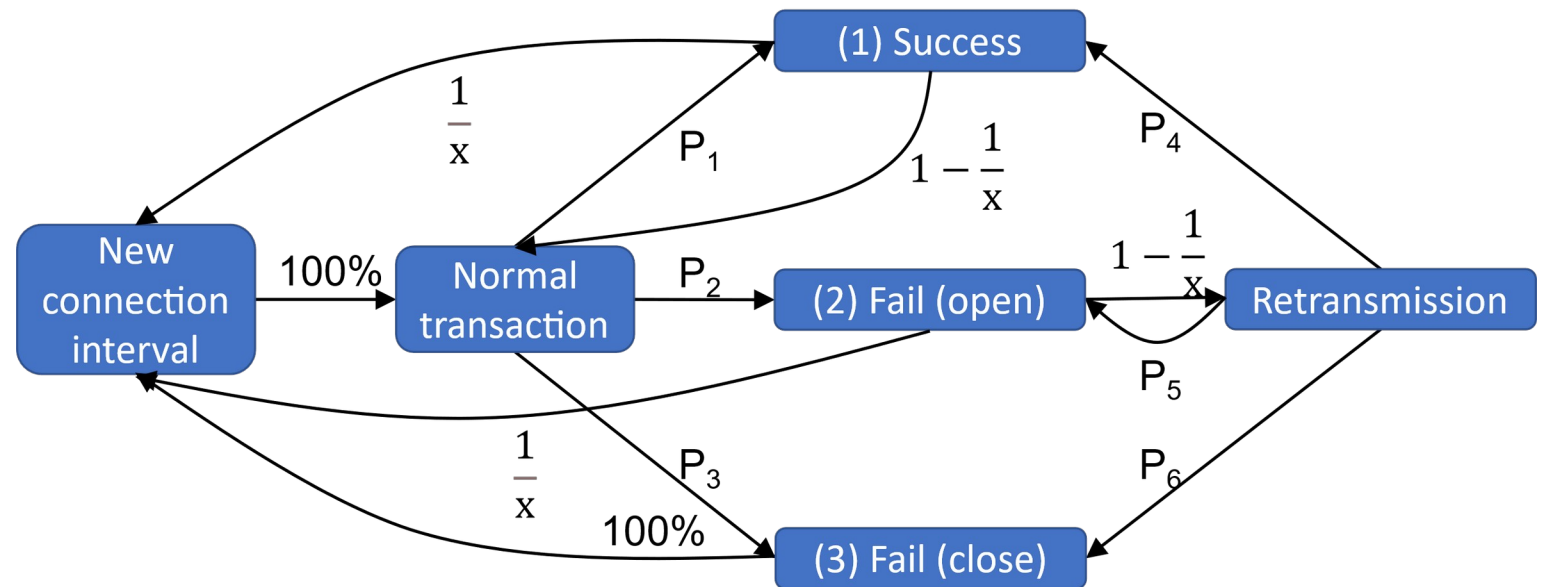 (1) Success
1/x
P₁
1 − 1/x
P₄
New
connection
interval
100%
Normal
transaction
P₂
(2) Fail (open)
1 − 1/x
Retransmission
P₅
1/x
P₃
P₆
100%
(3) Fail (close)